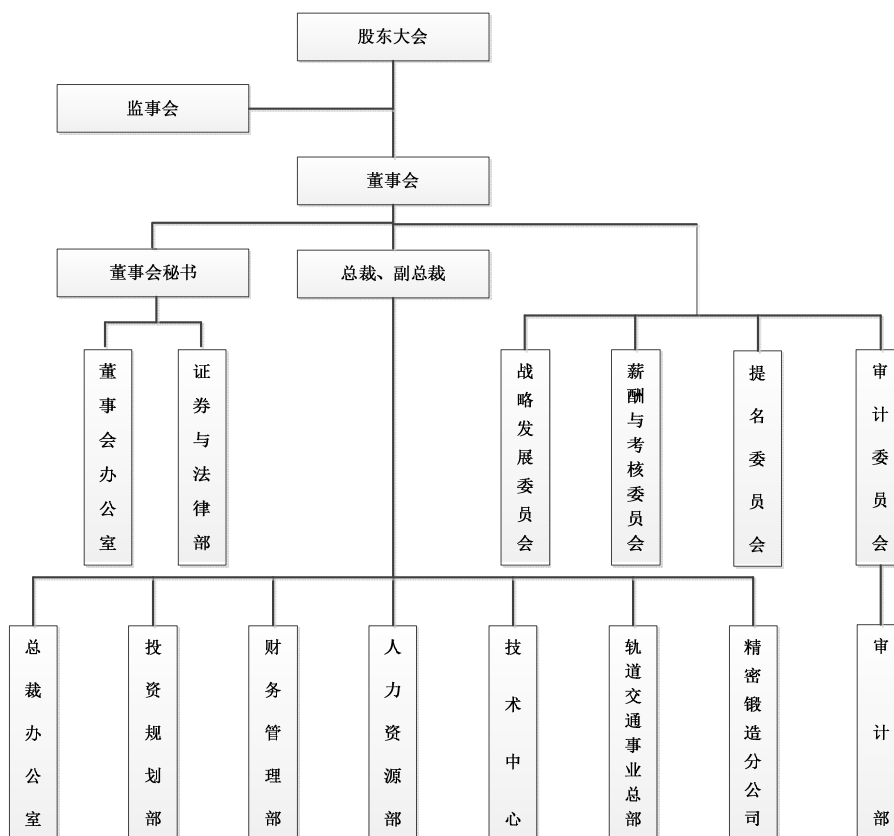 股东大会
监事会
董事会
董事会秘书
总裁、副总裁
董事会办公室
证券与法律部
战略发展委员会
薪酬与考核委员会
提名委员会
审计委员会
总裁办公室
投资规划部
财务管理部
人力资源部
技术中心
轨道交通事业总部
精密锻造分公司
审计部